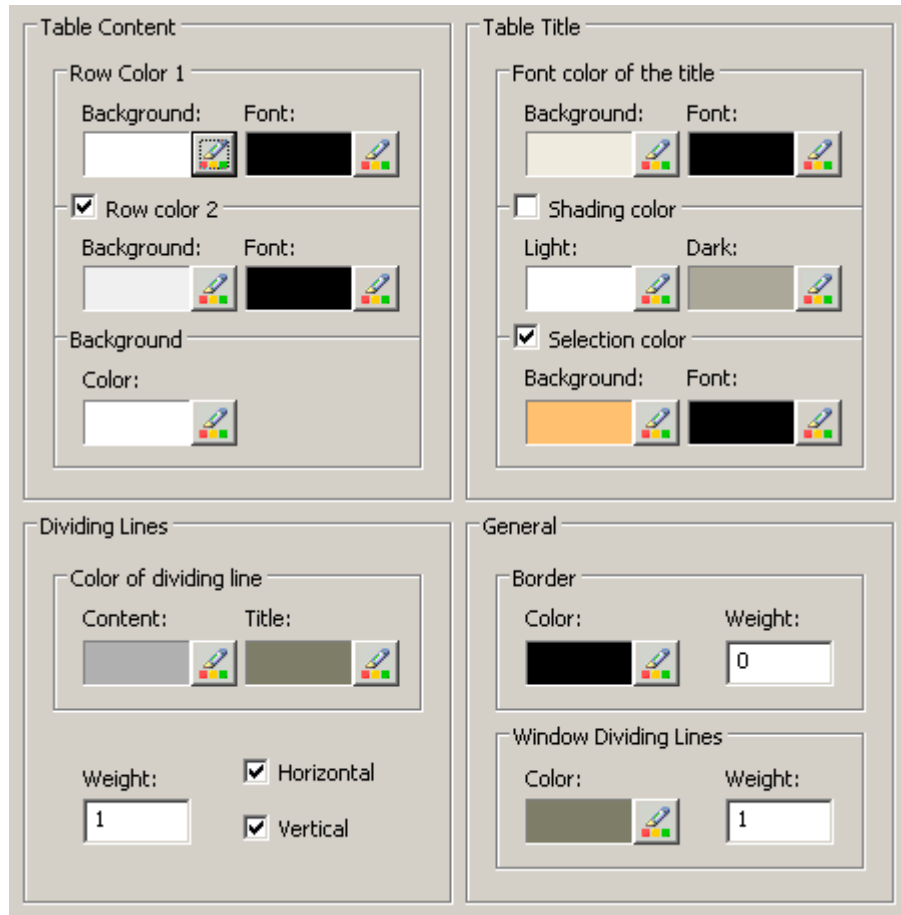 Table Content
Row Color 1
Background: Font:
Row color 2
Background: Font:
Background
Color:
Table Title
Font color of the title
Background: Font:
Shading color
Light: Dark:
Selection color
Background: Font:
Dividing Lines
Color of dividing line
Content: Title:
Weight:
1
Horizontal
Vertical
General
Border
Color: Weight:
0
Window Dividing Lines
Color: Weight:
1